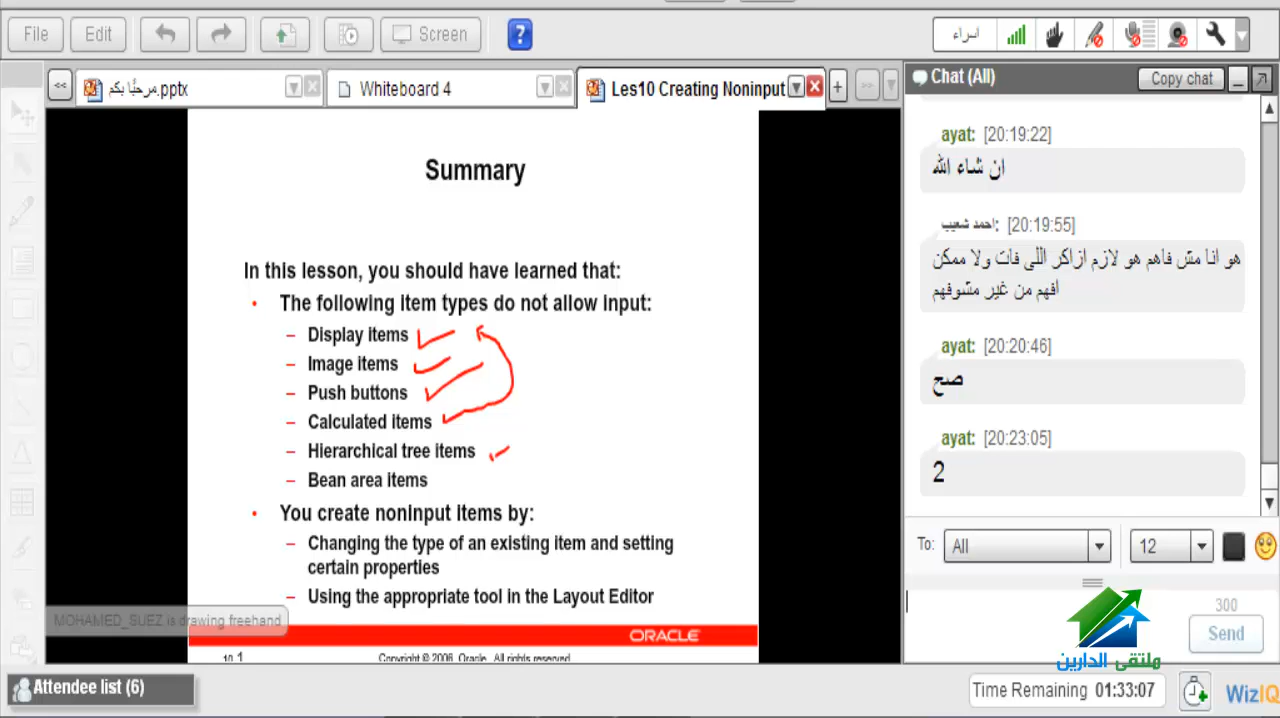 File
Edit
Screen
?
اسراء
<<
مرحبًا بكم.pptx
Whiteboard 4
Les10 Creating Noninput
+
>>
Chat (All)
Copy chat
Summary
In this lesson, you should have learned that:
• The following item types do not allow input:
– Display items
– Image items
– Push buttons
– Calculated items
– Hierarchical tree items
– Bean area items
• You create noninput items by:
– Changing the type of an existing item and setting
certain properties
– Using the appropriate tool in the Layout Editor
MOHAMED_SUEZ is drawing freehand
ORACLE
10 1
Copyright © 2006, Oracle. All rights reserved
ayat: [20:19:22]
ان شاء الله
احمد شعيب: [20:19:55]
هو انا مش فاهم هو لازم ازاكر اللى فات ولا ممكن
افهم من غير مشوفهم
ayat: [20:20:46]
صح
ayat: [20:23:05]
2
To:
All
12
300
Send
ملتقى الدارين
Attendee list (6)
Time Remaining 01:33:07
WizIQ